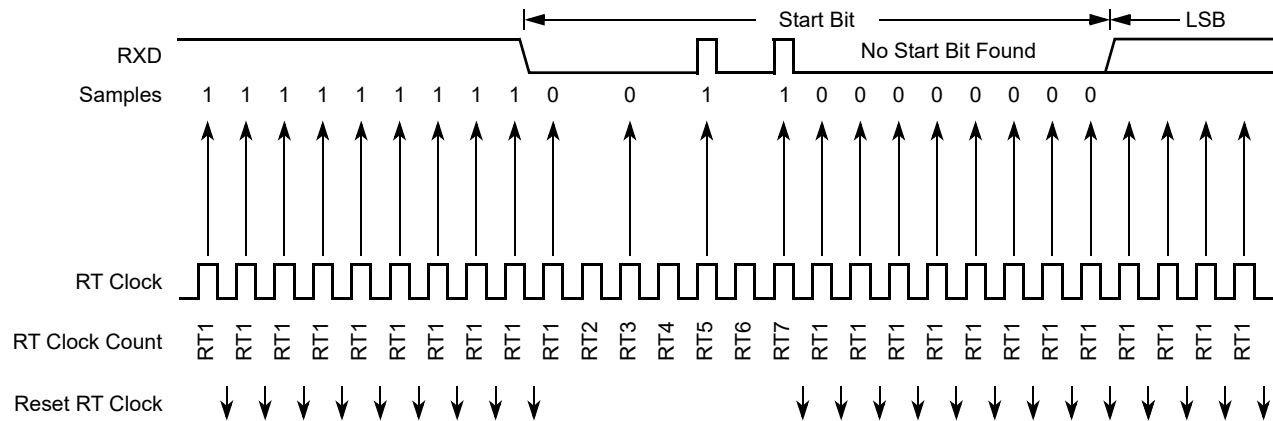 Start Bit LSB
RXD No Start Bit Found
Samples 1 1 1 1 1 1 1 1 1 0 0 1 1 0 0 0 0 0 0 0 0
RT Clock
RT Clock Count RT1 RT1 RT1 RT1 RT1 RT1 RT1 RT1 RT1 RT1 RT2 RT3 RT4 RT5 RT6 RT7 RT1 RT1 RT1 RT1 RT1 RT1 RT1 RT1 RT1 RT1 RT1 RT1
Reset RT Clock